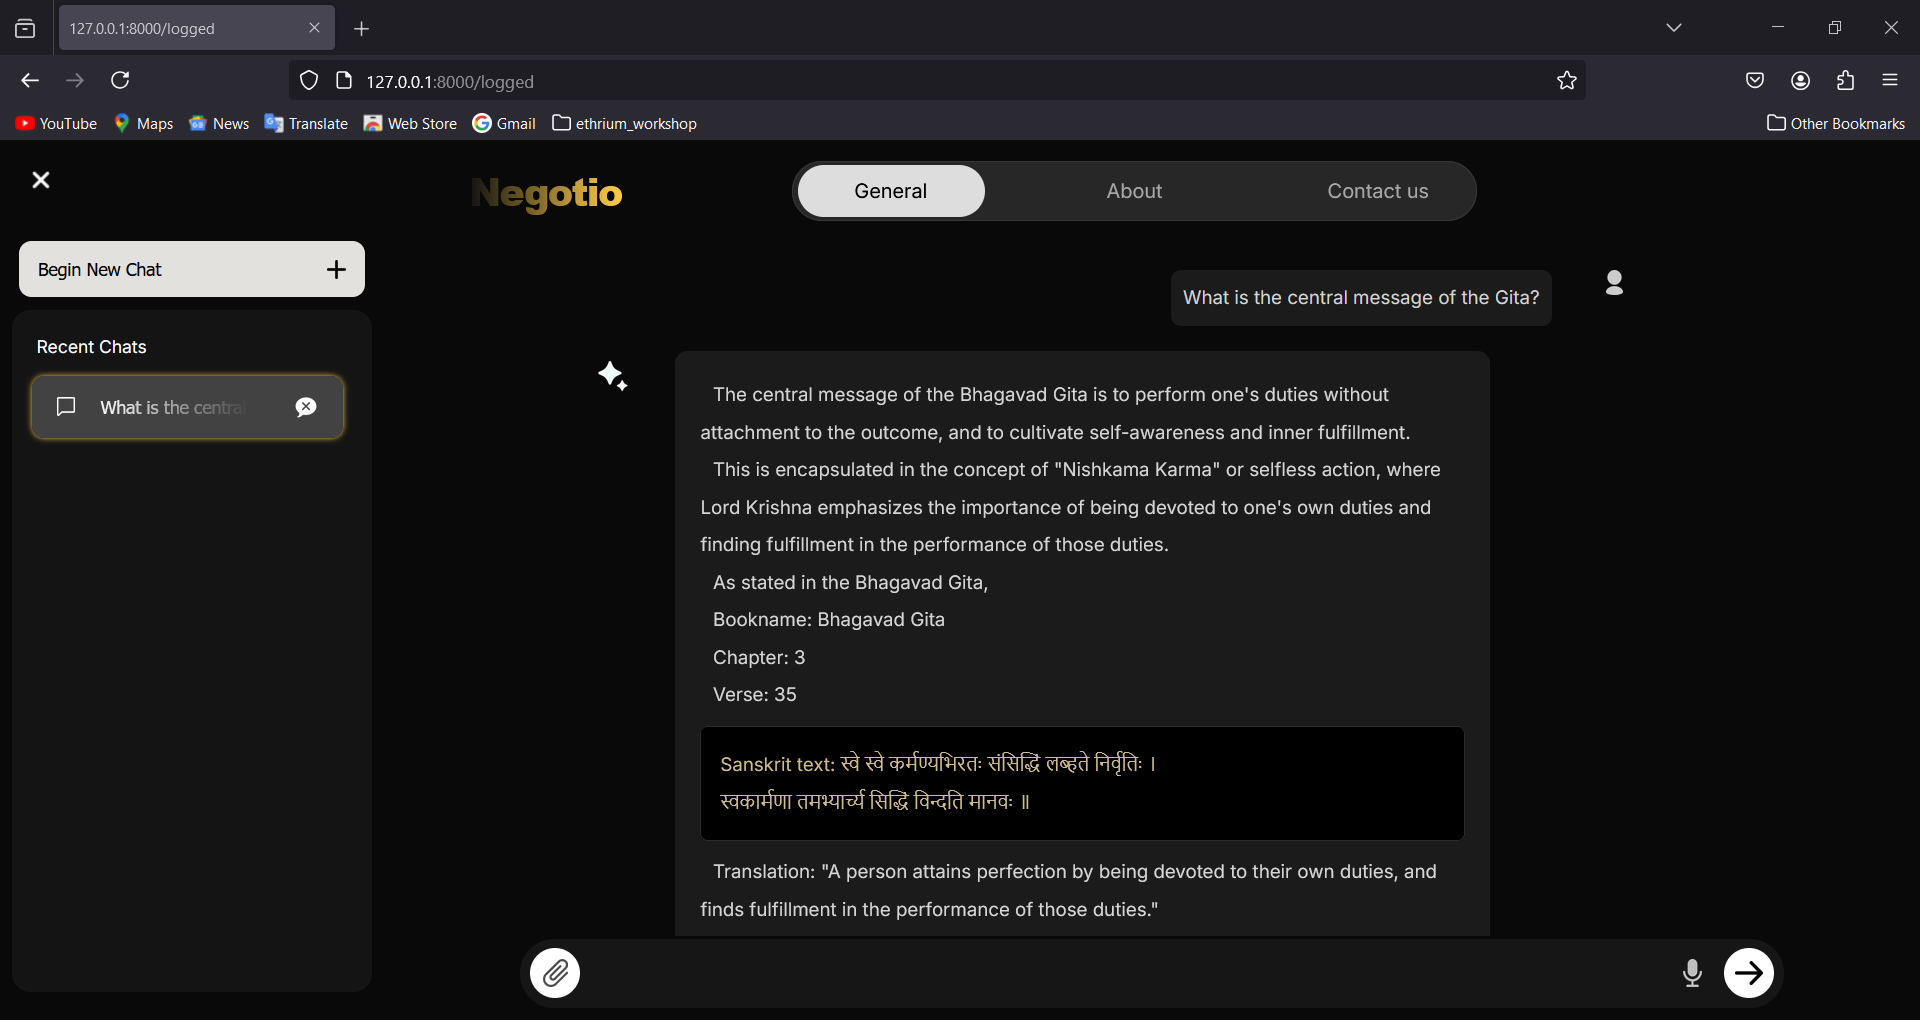 127.0.0.1:8000/logged
127.0.0.1:8000/logged
YouTube Maps News Translate Web Store Gmail ethrium_workshop Other Bookmarks
Negotio
General About Contact us
Begin New Chat
Recent Chats
What is the central
What is the central message of the Gita?
The central message of the Bhagavad Gita is to perform one's duties without
attachment to the outcome, and to cultivate self-awareness and inner fulfillment.
This is encapsulated in the concept of "Nishkama Karma" or selfless action, where
Lord Krishna emphasizes the importance of being devoted to one's own duties and
finding fulfillment in the performance of those duties.
As stated in the Bhagavad Gita,
Bookname: Bhagavad Gita
Chapter: 3
Verse: 35
Sanskrit text: स्वे स्वे कर्मण्यभिरतः संसिद्धिं लब्हते निर्वृतिः ।
स्वकार्मणा तमभ्यार्च्य सिद्धिं विन्दति मानवः ॥
Translation: "A person attains perfection by being devoted to their own duties, and
finds fulfillment in the performance of those duties."